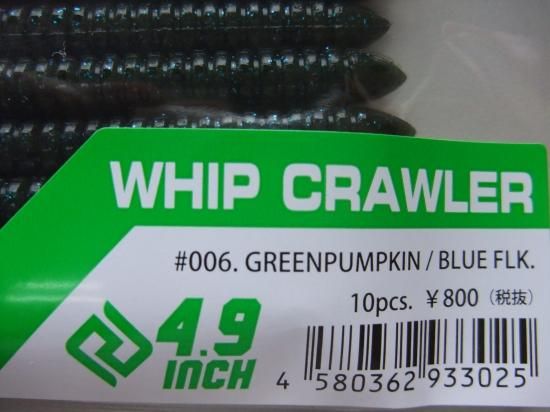 WHIP CRAWLER
#006. GREENPUMPKIN / BLUE FLK.
10pcs. ¥800 (税抜)
4.9
INCH
4 580362 933025